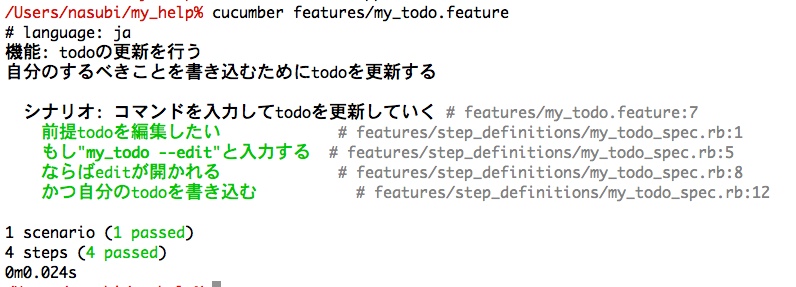 /Users/nasubi/my_help% cucumber features/my_todo.feature
# language: ja
機能: todoの更新を行う
自分のするべきことを書き込むためにtodoを更新する
シナリオ: コマンドを入力してtodoを更新していく # features/my_todo.feature:7
前提todoを編集したい # features/step_definitions/my_todo_spec.rb:1
もし"my_todo --edit"と入力する # features/step_definitions/my_todo_spec.rb:5
ならばeditが開かれる # features/step_definitions/my_todo_spec.rb:8
かつ自分のtodoを書き込む # features/step_definitions/my_todo_spec.rb:12
1 scenario (1 passed)
4 steps (4 passed)
0m0.024s